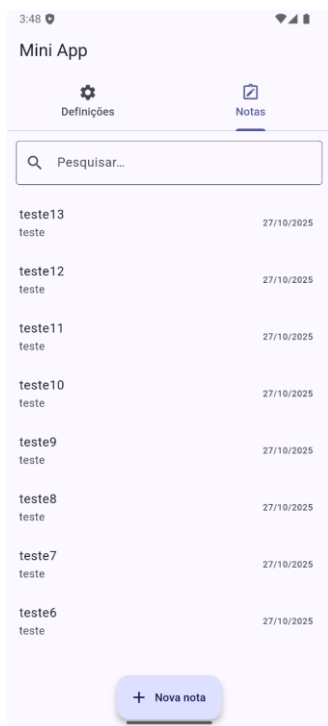 3:48
Mini App
Definições Notas
Pesquisar...
teste13
teste
27/10/2025
teste12
teste
27/10/2025
teste11
teste
27/10/2025
teste10
teste
27/10/2025
teste9
teste
27/10/2025
teste8
teste
27/10/2025
teste7
teste
27/10/2025
teste6
teste
27/10/2025
+ Nova nota